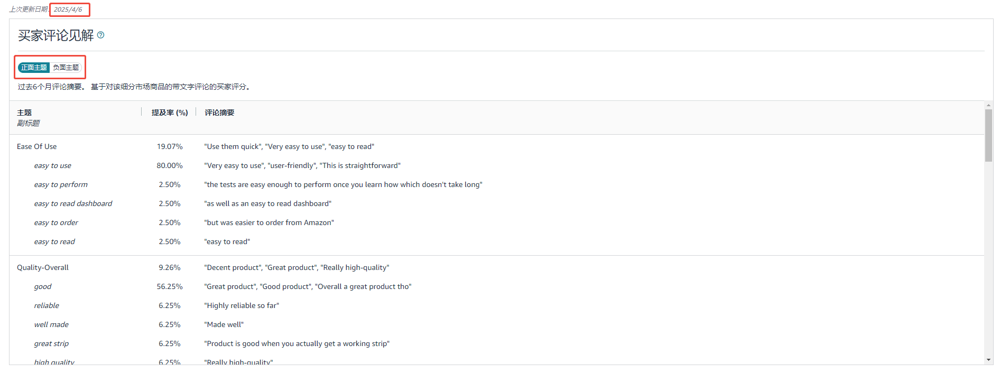 上次更新日期: 2025/4/6
买家评论见解
正面主题 负面主题
过去6个月评论摘要。 基于对该细分市场商品的带文字评论的买家评分。
主题 提及率 (%) 评论摘要
副标题
Ease Of Use 19.07% "Use them quick", "Very easy to use", "easy to read"
easy to use 80.00% "Very easy to use", "user-friendly", "This is straightforward"
easy to perform 2.50% "the tests are easy enough to perform once you learn how which doesn't take long"
easy to read dashboard 2.50% "as well as an easy to read dashboard"
easy to order 2.50% "but was easier to order from Amazon"
easy to read 2.50% "easy to read"
Quality-Overall 9.26% "Decent product", "Great product", "Really high-quality"
good 56.25% "Great product", "Good product", "Overall a great product tho"
reliable 6.25% "Highly reliable so far"
well made 6.25% "Made well"
great strip 6.25% "Product is good when you actually get a working strip"
high quality 6.25% "Really high-quality"